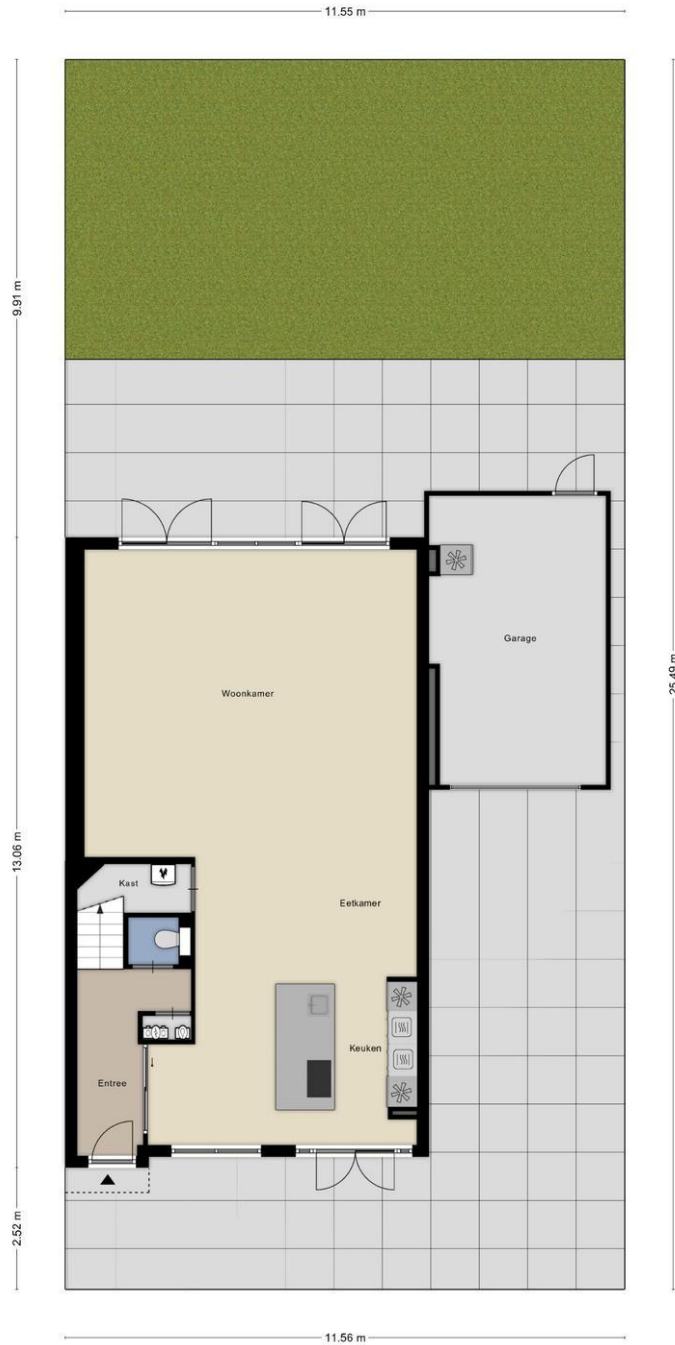 11.55 m
9.91 m
Garage
25.49 m
Woonkamer
13.06 m
Kast
Eetkamer
Keuken
Entree
2.52 m
11.56 m